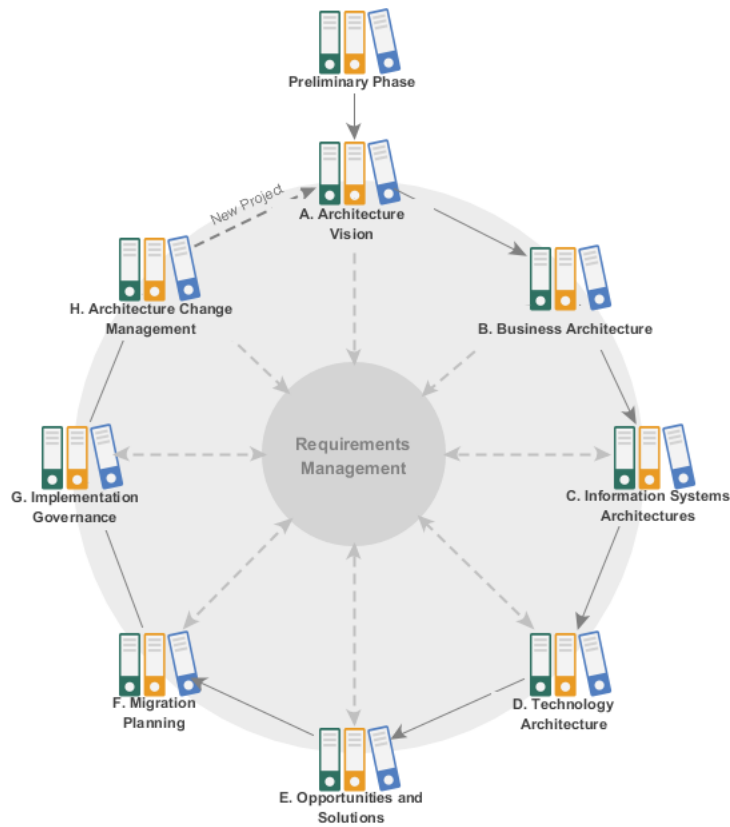 Preliminary Phase
New Project
A. Architecture
Vision
H. Architecture Change
Management
B. Business Architecture
Requirements
Management
G. Implementation
Governance
C. Information Systems
Architectures
F. Migration
Planning
D. Technology
Architecture
E. Opportunities and
Solutions